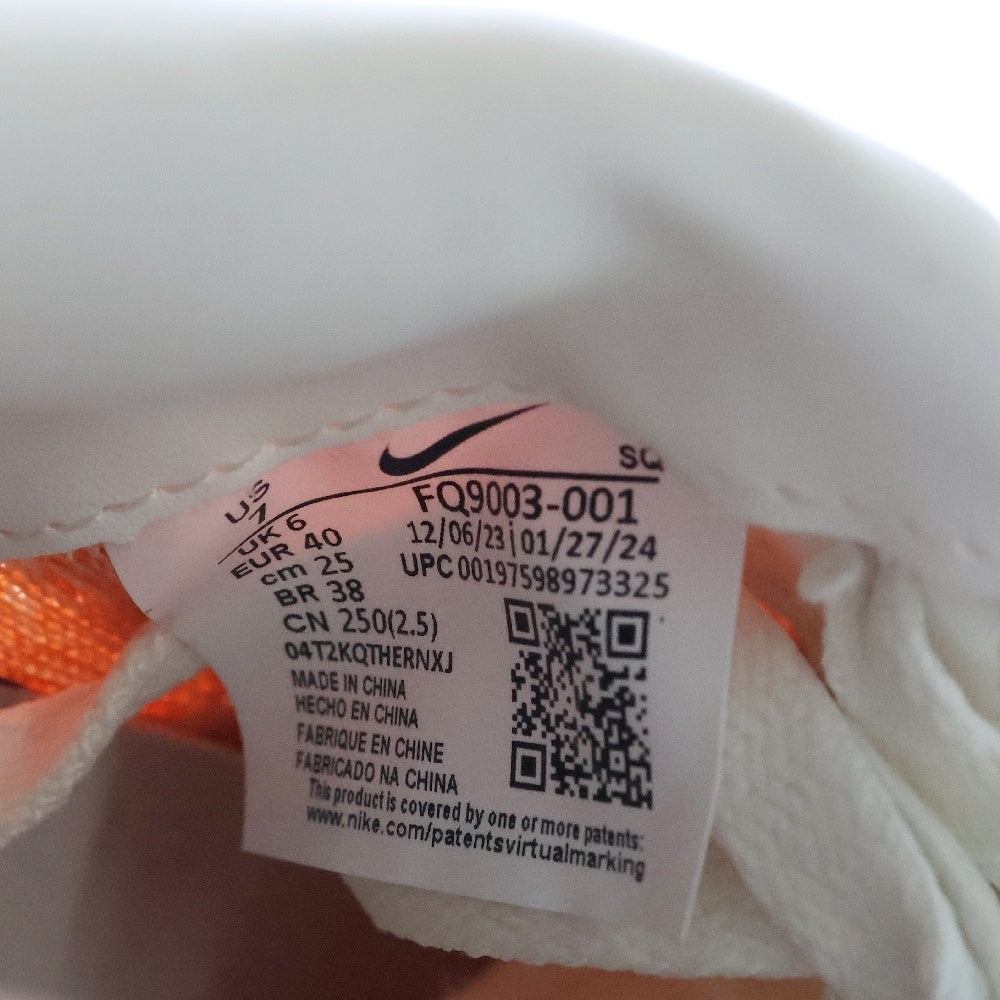 SQ
US 7
UK 6
EUR 40
cm 25
BR 38
CN 250(2.5)
FQ9003-001
12/06/23|01/27/24
UPC 00197598973325
04T2KQTHERNXJ
MADE IN CHINA
HECHO EN CHINA
FABRIQUE EN CHINE
FABRICADO NA CHINA
This product is covered by one or more patents:
www.nike.com/patentsvirtualmarking